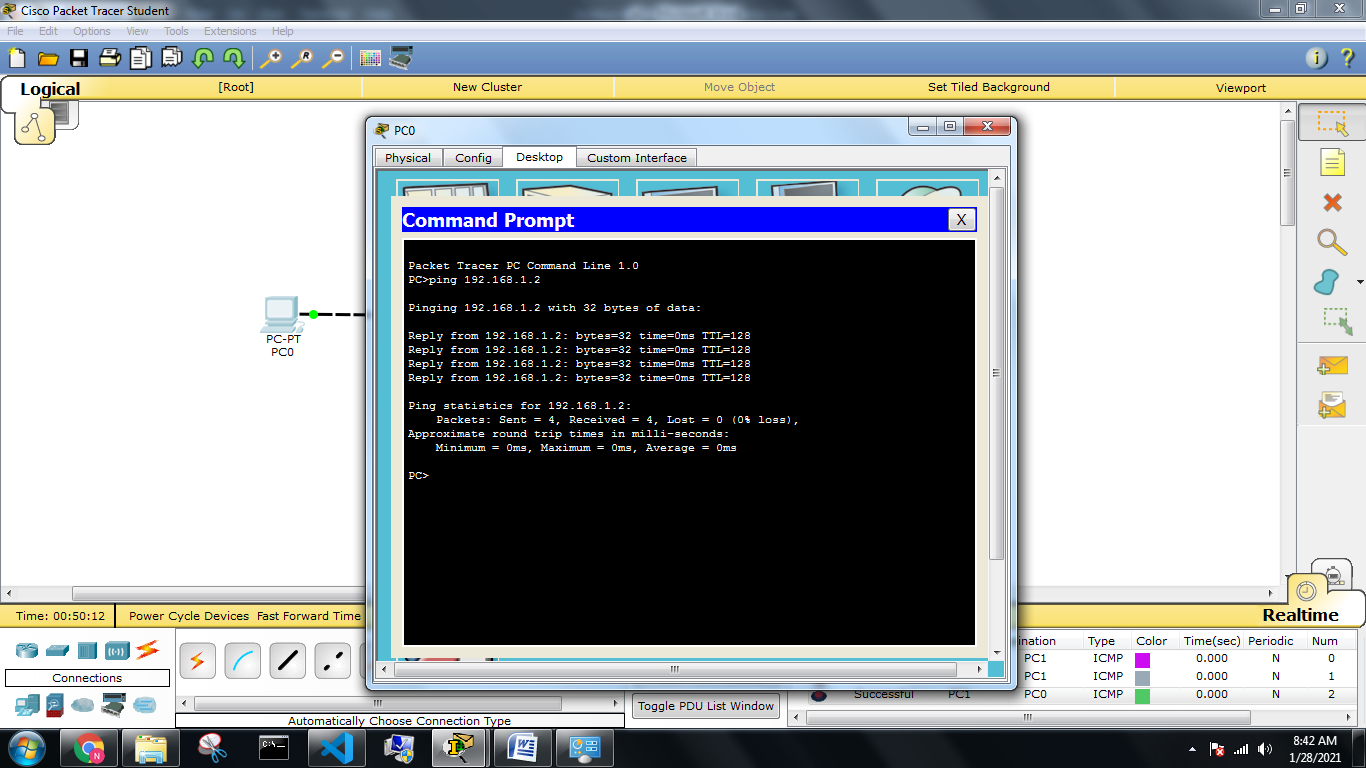 Cisco Packet Tracer Student
File Edit Options View Tools Extensions Help
Logical [Root] New Cluster Move Object Set Tiled Background Viewport
PC-PT
PC0
PC0
Physical Config Desktop Custom Interface
Command Prompt X
Packet Tracer PC Command Line 1.0
PC>ping 192.168.1.2
Pinging 192.168.1.2 with 32 bytes of data:
Reply from 192.168.1.2: bytes=32 time=0ms TTL=128
Reply from 192.168.1.2: bytes=32 time=0ms TTL=128
Reply from 192.168.1.2: bytes=32 time=0ms TTL=128
Reply from 192.168.1.2: bytes=32 time=0ms TTL=128
Ping statistics for 192.168.1.2:
Packets: Sent = 4, Received = 4, Lost = 0 (0% loss),
Approximate round trip times in milli-seconds:
Minimum = 0ms, Maximum = 0ms, Average = 0ms
PC>
Time: 00:50:12 Power Cycle Devices Fast Forward Time
Realtime
Connections
Automatically Choose Connection Type
Toggle PDU List Window
ination Type Color Time(sec) Periodic Num
PC1 ICMP 0.000 N 0
PC1 ICMP 0.000 N 1
Successful PC1 PC0 ICMP 0.000 N 2
8:42 AM
1/28/2021